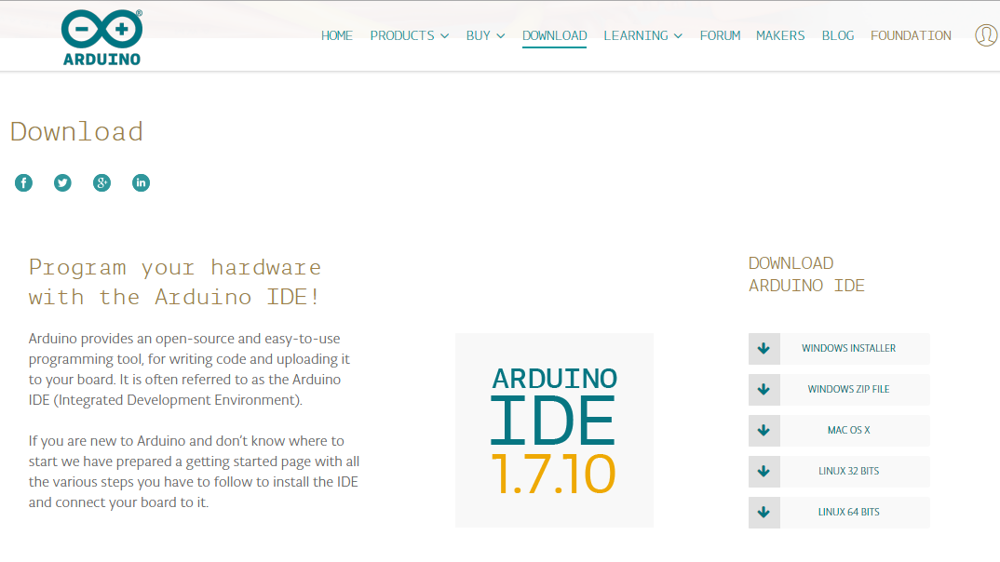 ARDUINO
HOME PRODUCTS BUY DOWNLOAD LEARNING FORUM MAKERS BLOG FOUNDATION
Download
Program your hardware
with the Arduino IDE!
Arduino provides an open-source and easy-to-use
programming tool, for writing code and uploading it
to your board. It is often referred to as the Arduino
IDE (Integrated Development Environment).
If you are new to Arduino and don’t know where to
start we have prepared a getting started page with all
the various steps you have to follow to install the IDE
and connect your board to it.
ARDUINO
IDE
1.7.10
DOWNLOAD
ARDUINO IDE
WINDOWS INSTALLER
WINDOWS ZIP FILE
MAC OS X
LINUX 32 BITS
LINUX 64 BITS